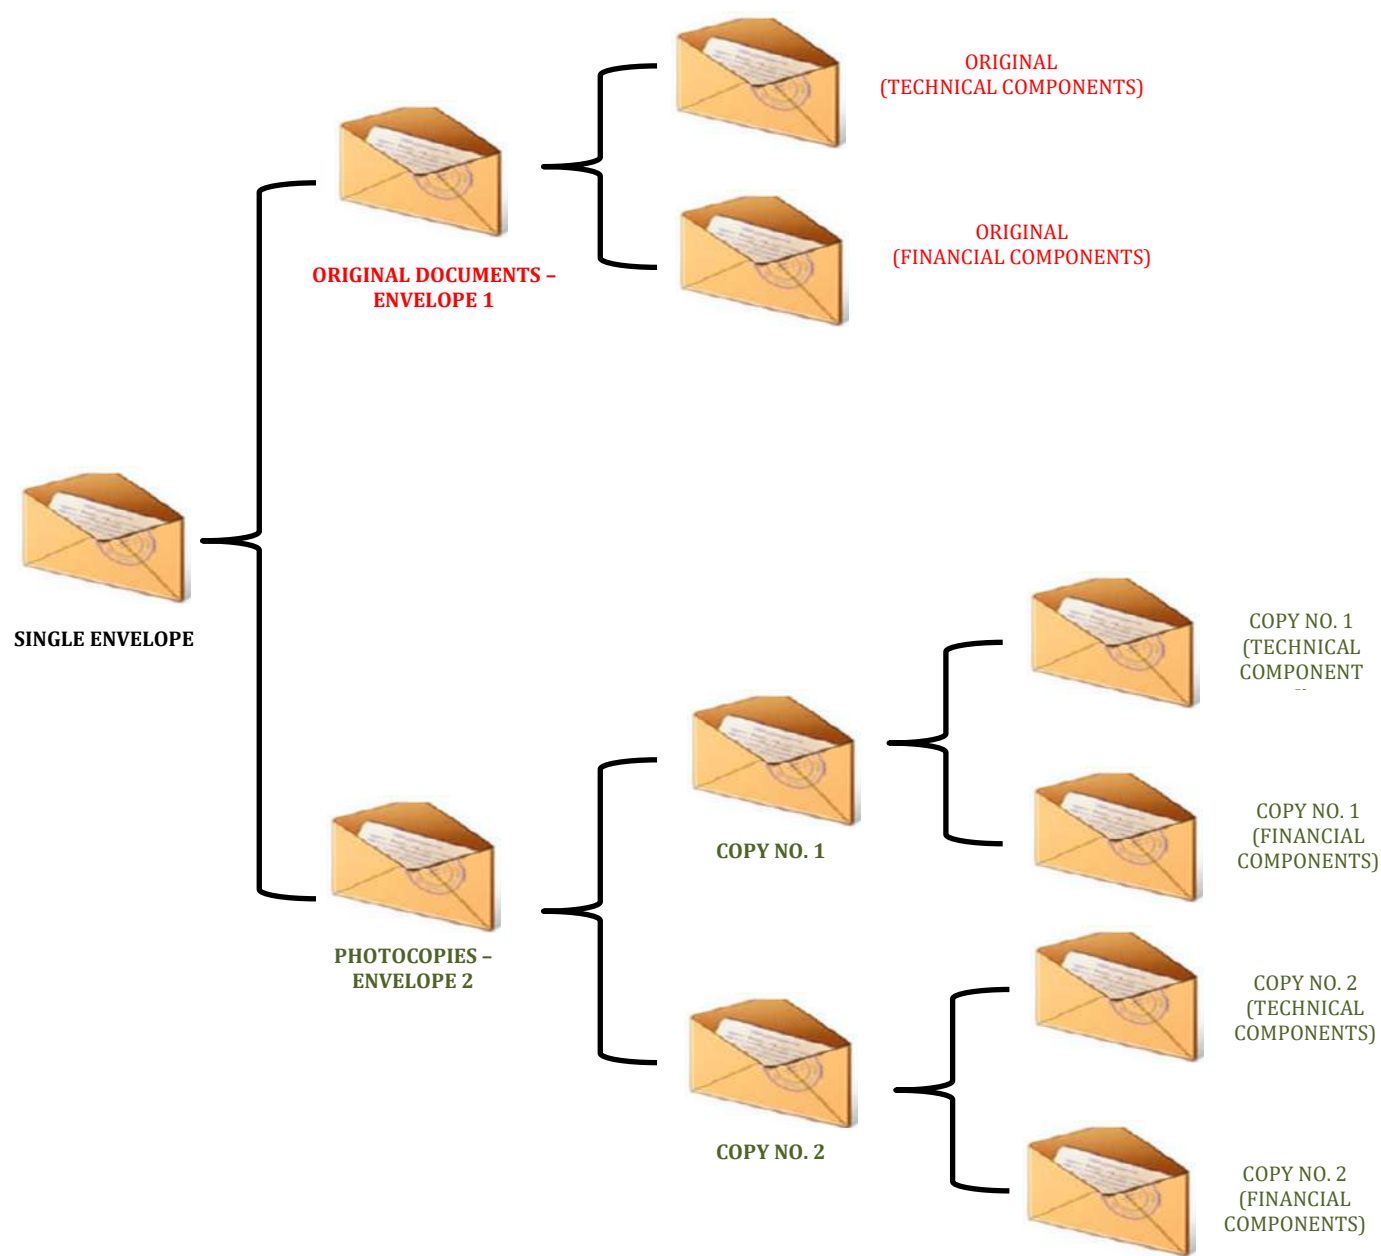 ORIGINAL
(TECHNICAL COMPONENTS)
ORIGINAL
(FINANCIAL COMPONENTS)
ORIGINAL DOCUMENTS –
ENVELOPE 1
SINGLE ENVELOPE
COPY NO. 1
(TECHNICAL
COMPONENT
COPY NO. 1
COPY NO. 1
(FINANCIAL
COMPONENTS)
PHOTOCOPIES –
ENVELOPE 2
COPY NO. 2
(TECHNICAL
COMPONENTS)
COPY NO. 2
COPY NO. 2
(FINANCIAL
COMPONENTS)